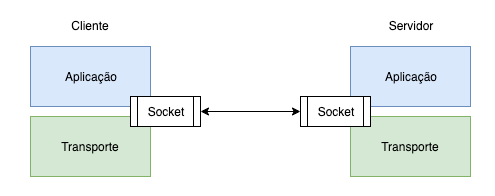 Cliente
Servidor
Aplicação
Aplicação
Socket
Socket
Transporte
Transporte